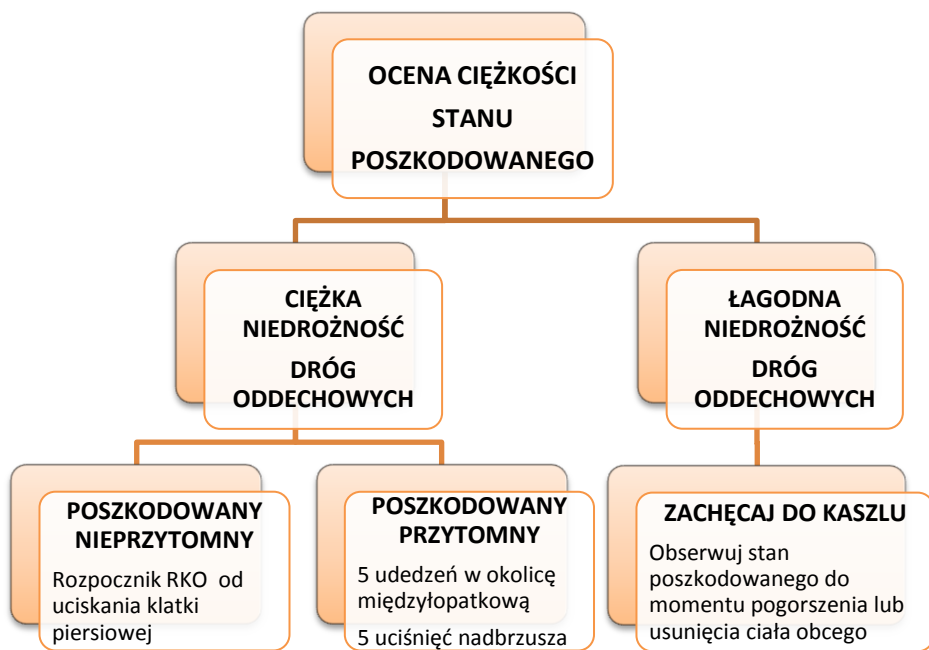 OCENA CIĘŻKOŚCI
STANU
POSZKODOWANEGO
CIĘŻKA
NIEDROŻNOŚĆ
DRÓG
ODDECHOWYCH
ŁAGODNA
NIEDROŻNOŚĆ
DRÓG
ODDECHOWYCH
POSZKODOWANY
NIEPRZYTOMNY
Rozpocznik RKO od
uciskania klatki
piersiowej
POSZKODOWANY
PRZYTOMNY
5 udedzeń w okolicę
międzyłopatkową
5 uciśnięć nadbrzusza
ZACHĘCAJ DO KASZLU
Obserwuj stan
poszkodowanego do
momentu pogorszenia lub
usunięcia ciała obcego